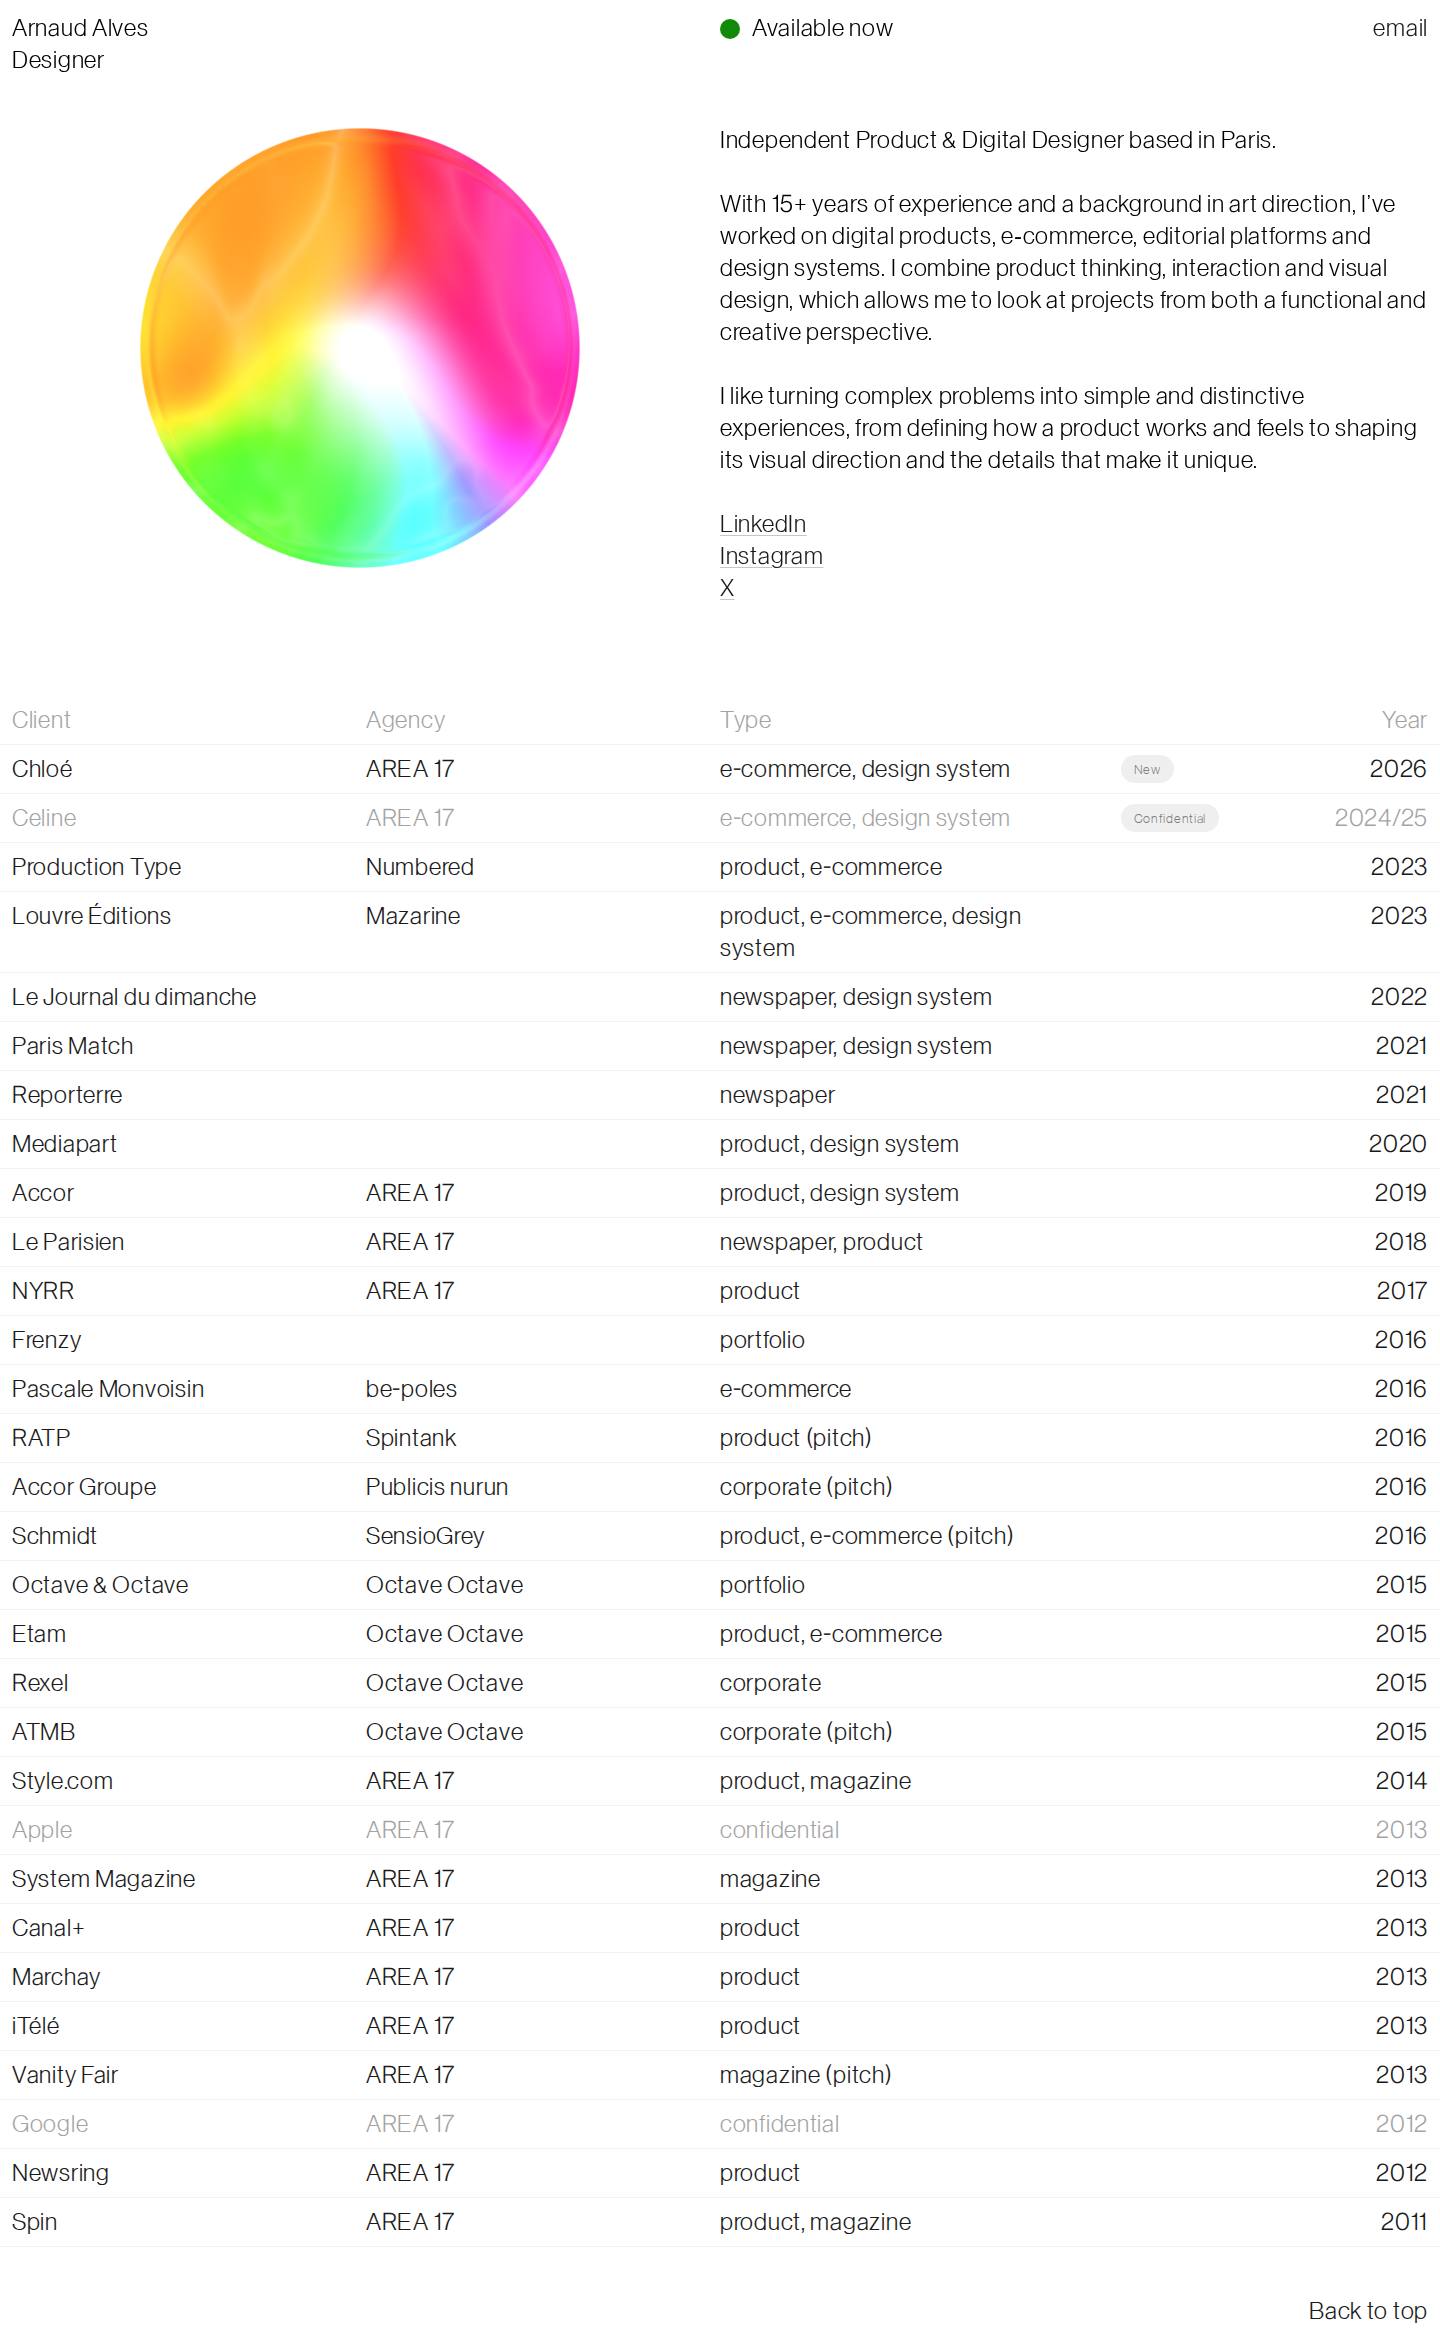 Arnaud Alves
Designer
Available now
email
Independent Product & Digital Designer based in Paris.
With 15+ years of experience and a background in art direction, I’ve
worked on digital products, e-commerce, editorial platforms and
design systems. I combine product thinking, interaction and visual
design, which allows me to look at projects from both a functional and
creative perspective.
I like turning complex problems into simple and distinctive
experiences, from defining how a product works and feels to shaping
its visual direction and the details that make it unique.
LinkedIn
Instagram
X
Client Agency Type Year
Chloé AREA 17 e-commerce, design system New 2026
Celine AREA 17 e-commerce, design system Confidential 2024/25
Production Type Numbered product, e-commerce 2023
Louvre Éditions Mazarine product, e-commerce, design 2023
system
Le Journal du dimanche newspaper, design system 2022
Paris Match newspaper, design system 2021
Reporterre newspaper 2021
Mediapart product, design system 2020
Accor AREA 17 product, design system 2019
Le Parisien AREA 17 newspaper, product 2018
NYRR AREA 17 product 2017
Frenzy portfolio 2016
Pascale Monvoisin be-poles e-commerce 2016
RATP Spintank product (pitch) 2016
Accor Groupe Publicis nurun corporate (pitch) 2016
Schmidt SensioGrey product, e-commerce (pitch) 2016
Octave & Octave Octave Octave portfolio 2015
Etam Octave Octave product, e-commerce 2015
Rexel Octave Octave corporate 2015
ATMB Octave Octave corporate (pitch) 2015
Style.com AREA 17 product, magazine 2014
Apple AREA 17 confidential 2013
System Magazine AREA 17 magazine 2013
Canal+ AREA 17 product 2013
Marchay AREA 17 product 2013
iTélé AREA 17 product 2013
Vanity Fair AREA 17 magazine (pitch) 2013
Google AREA 17 confidential 2012
Newsring AREA 17 product 2012
Spin AREA 17 product, magazine 2011
Back to top